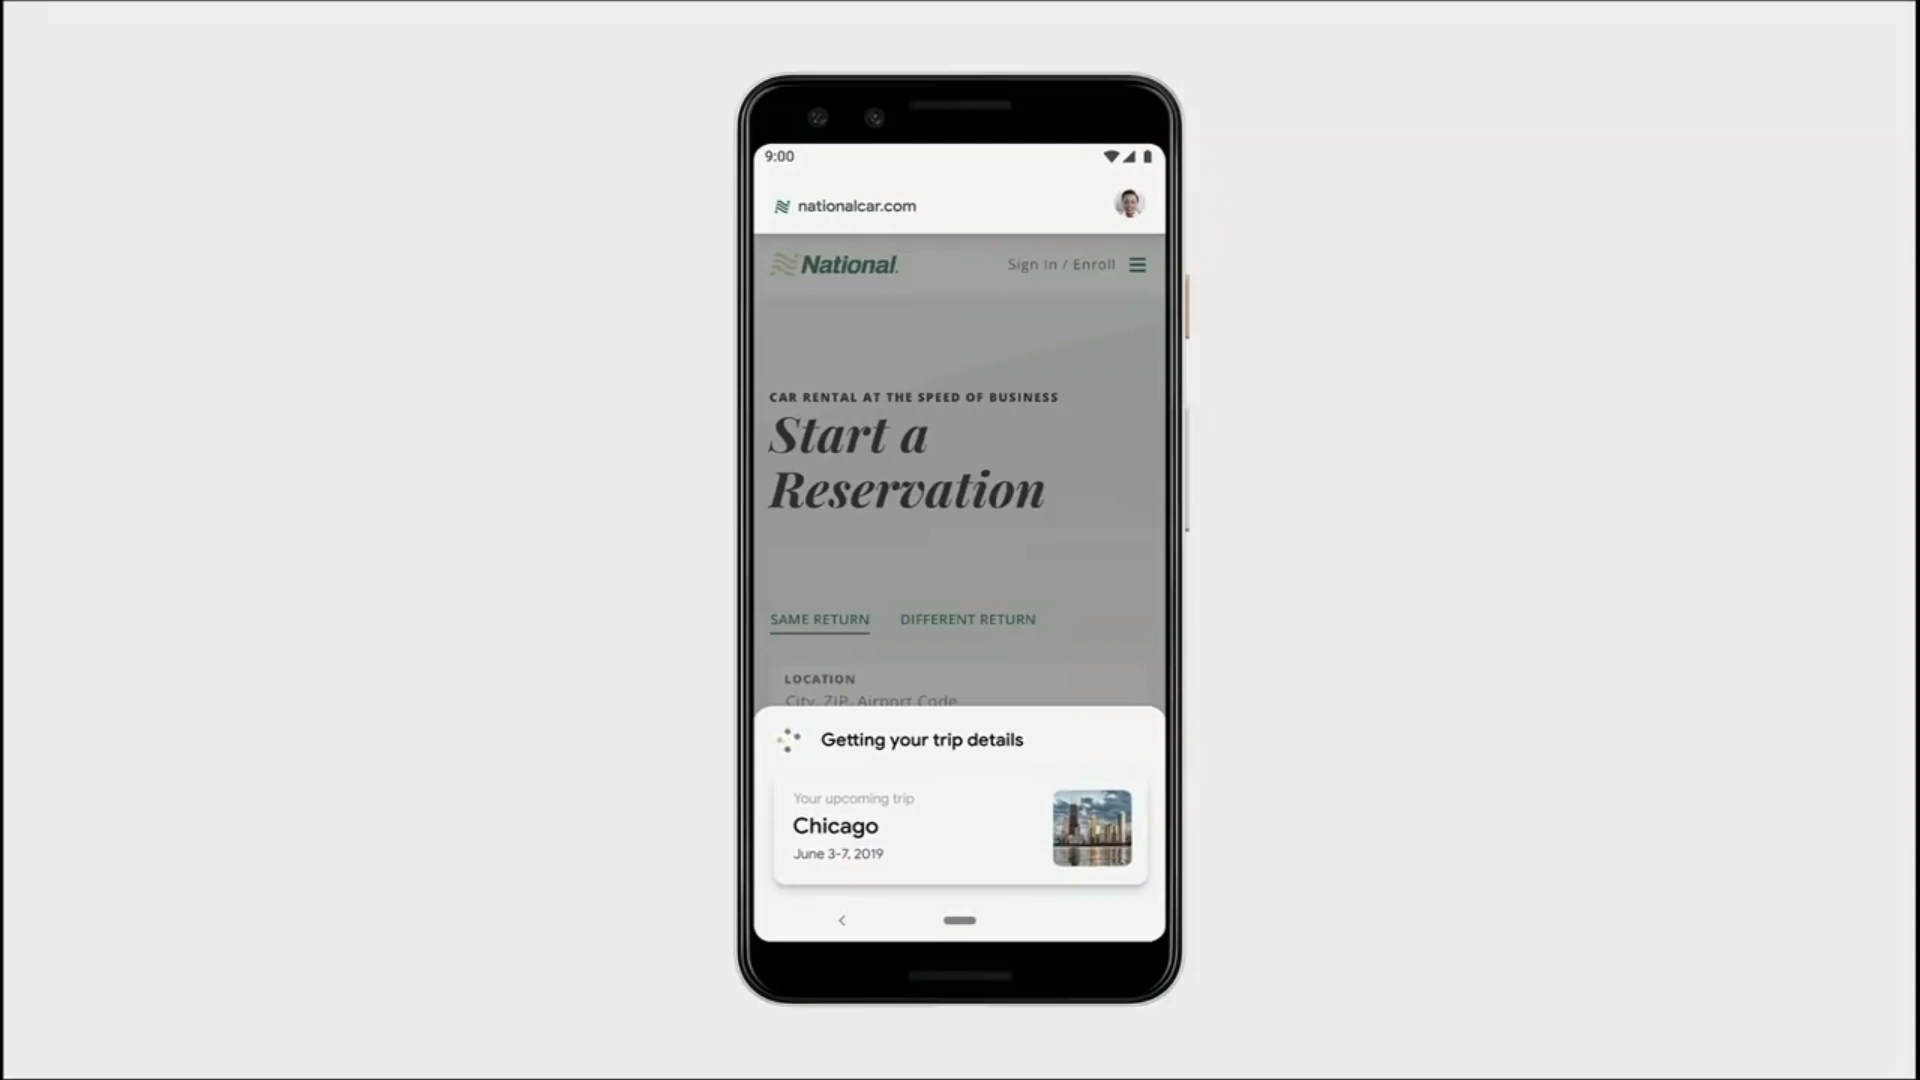 9:00
nationalcar.com
National.
Sign In / Enroll
CAR RENTAL AT THE SPEED OF BUSINESS
Start a
Reservation
SAME RETURN DIFFERENT RETURN
LOCATION
City, ZIP, Airport Code
Getting your trip details
Your upcoming trip
Chicago
June 3-7, 2019